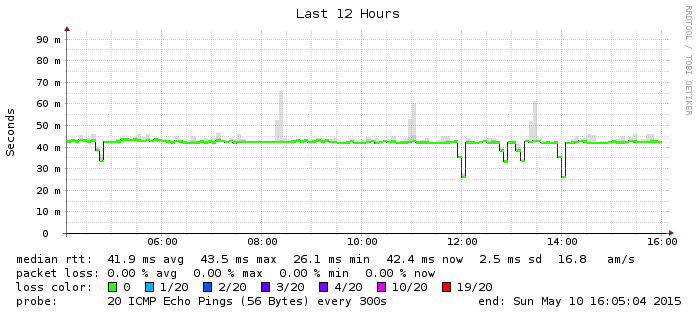 Last 12 Hours
RRDTOOL / TOBI OETIKER
Seconds
90 m
80 m
70 m
60 m
50 m
40 m
30 m
20 m
10 m
0
06:00 08:00 10:00 12:00 14:00 16:00
median rtt: 41.9 ms avg 43.5 ms max 26.1 ms min 42.4 ms now 2.5 ms sd 16.8 am/s
packet loss: 0.00 % avg 0.00 % max 0.00 % min 0.00 % now
loss color: 0 1/20 2/20 3/20 4/20 10/20 19/20
probe: 20 ICMP Echo Pings (56 Bytes) every 300s end: Sun May 10 16:05:04 2015